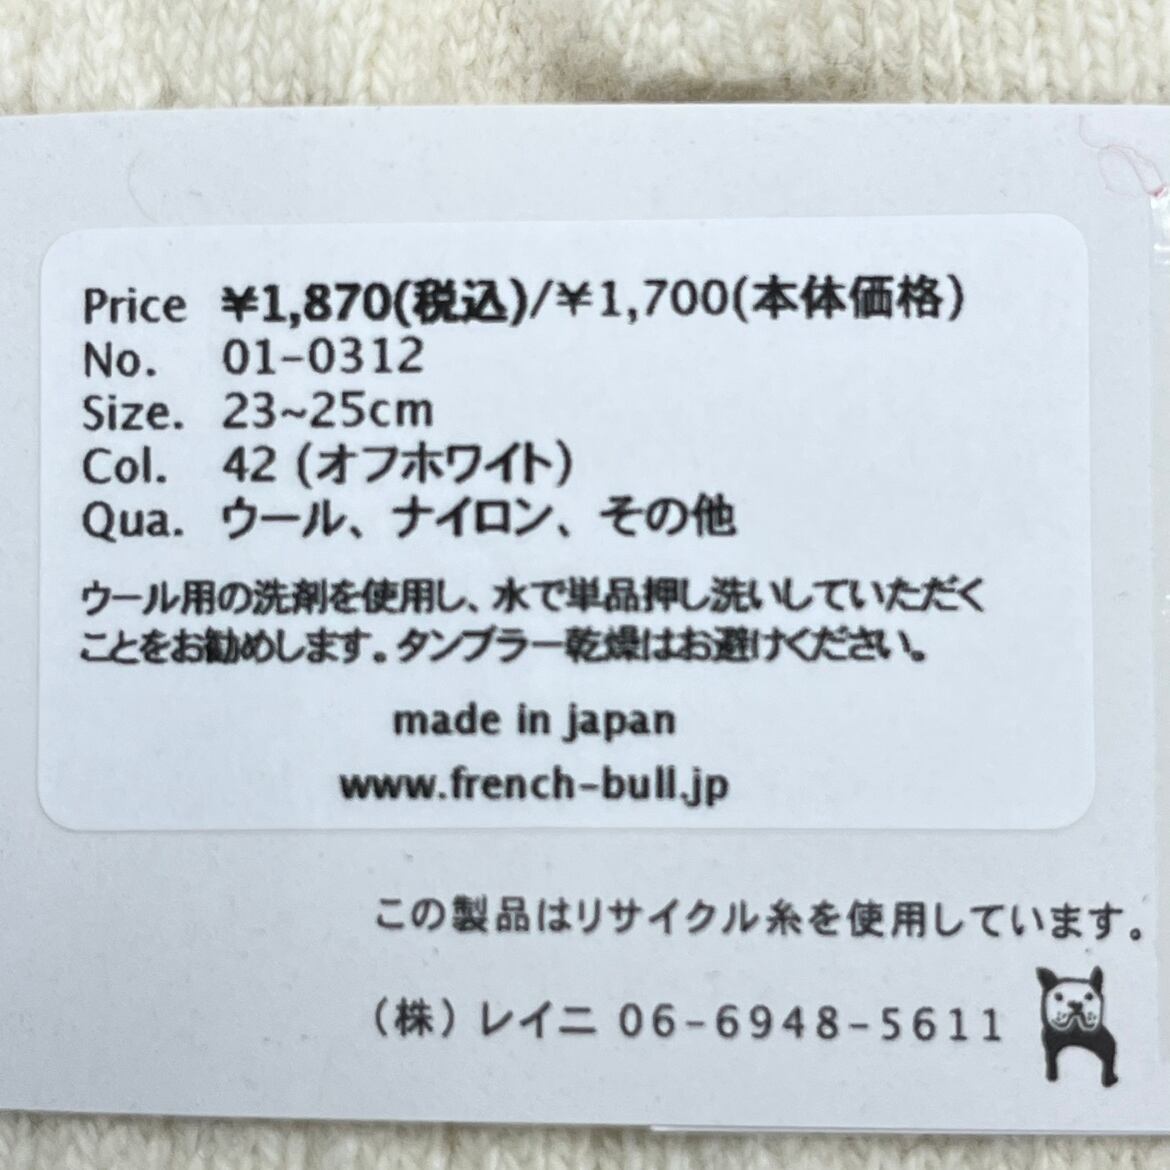 Price ¥1,870(税込)/¥1,700(本体価格)
No. 01-0312
Size. 23~25cm
Col. 42 (オフホワイト)
Qua. ウール、ナイロン、その他
ウール用の洗剤を使用し、水で単品押し洗いしていただく
ことをお勧めします。タンブラー乾燥はお避けください。
made in japan
www.french-bull.jp
この製品はリサイクル糸を使用しています。
(株) レイニ 06-6948-5611